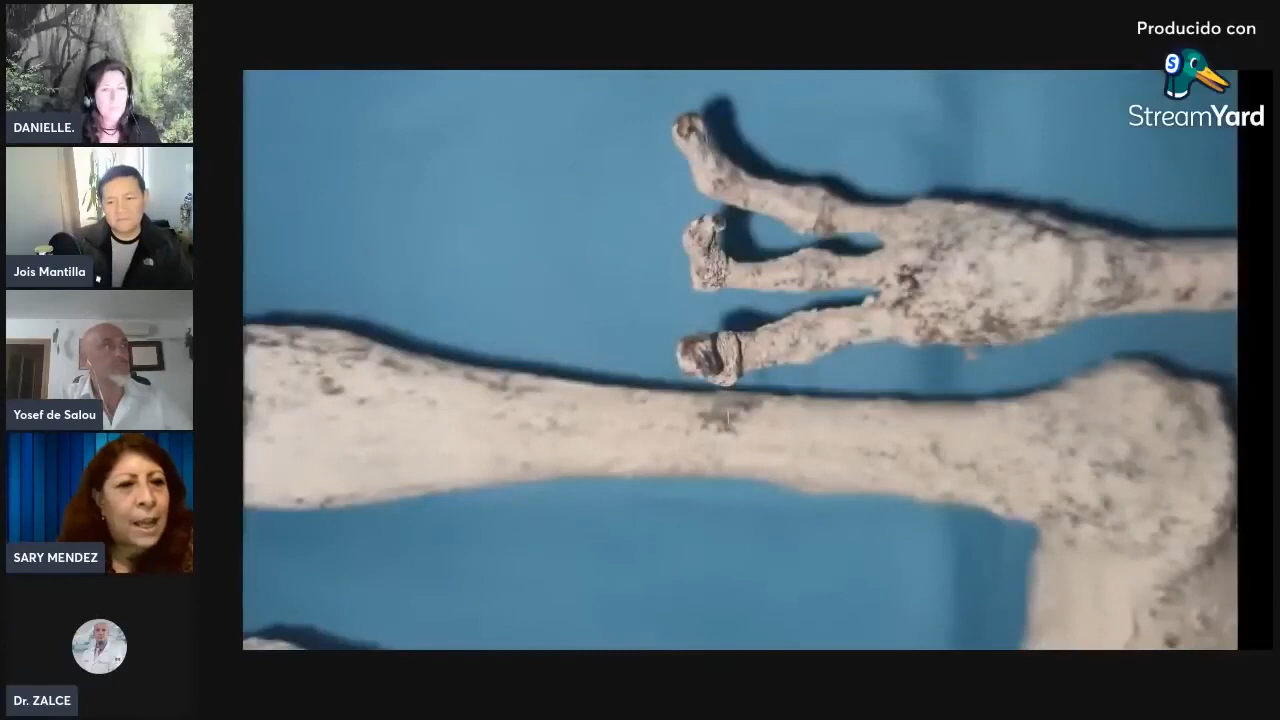 Producido con
StreamYard
DANIELLE.
Jois Mantilla
Yosef de Salou
SARY MENDEZ
Dr. ZALCE